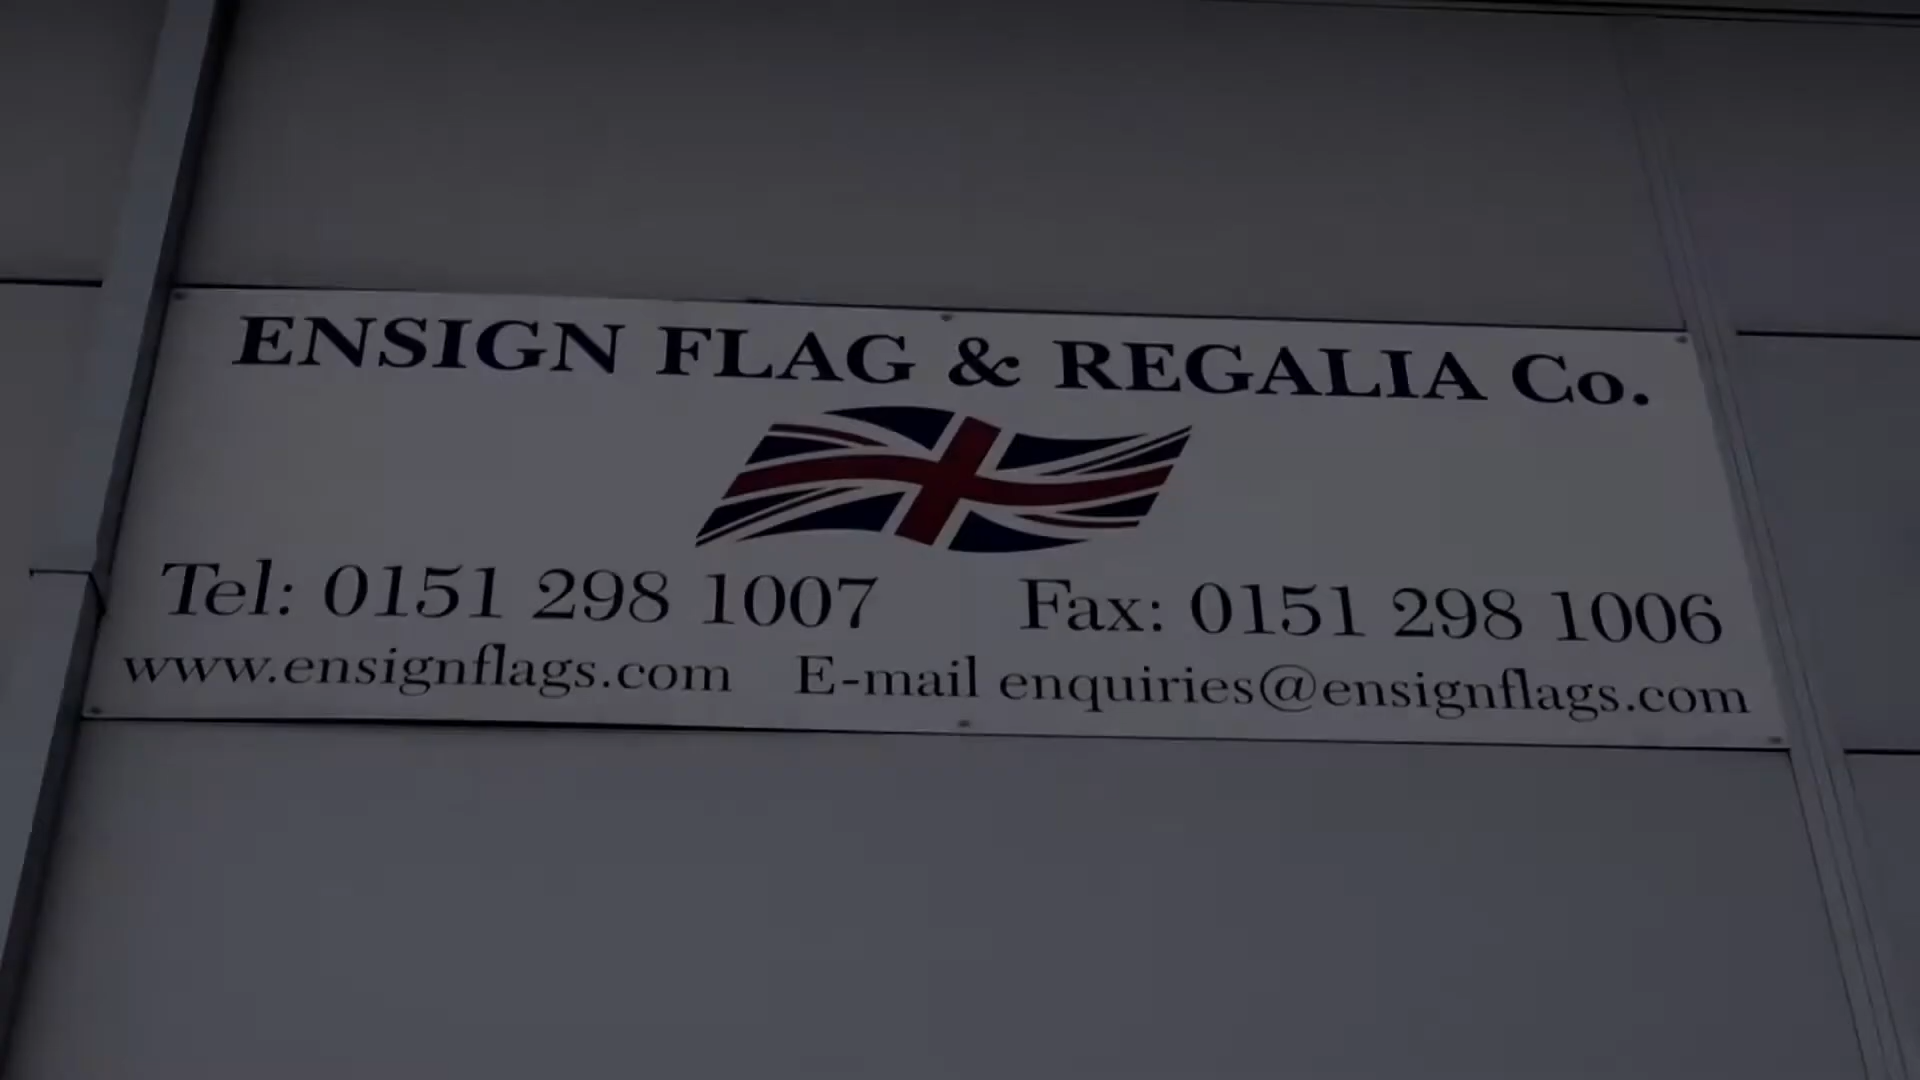 ENSIGN FLAG & REGALIA Co.
Tel: 0151 298 1007 Fax: 0151 298 1006
www.ensignflags.com E-mail enquiries@ensignflags.com